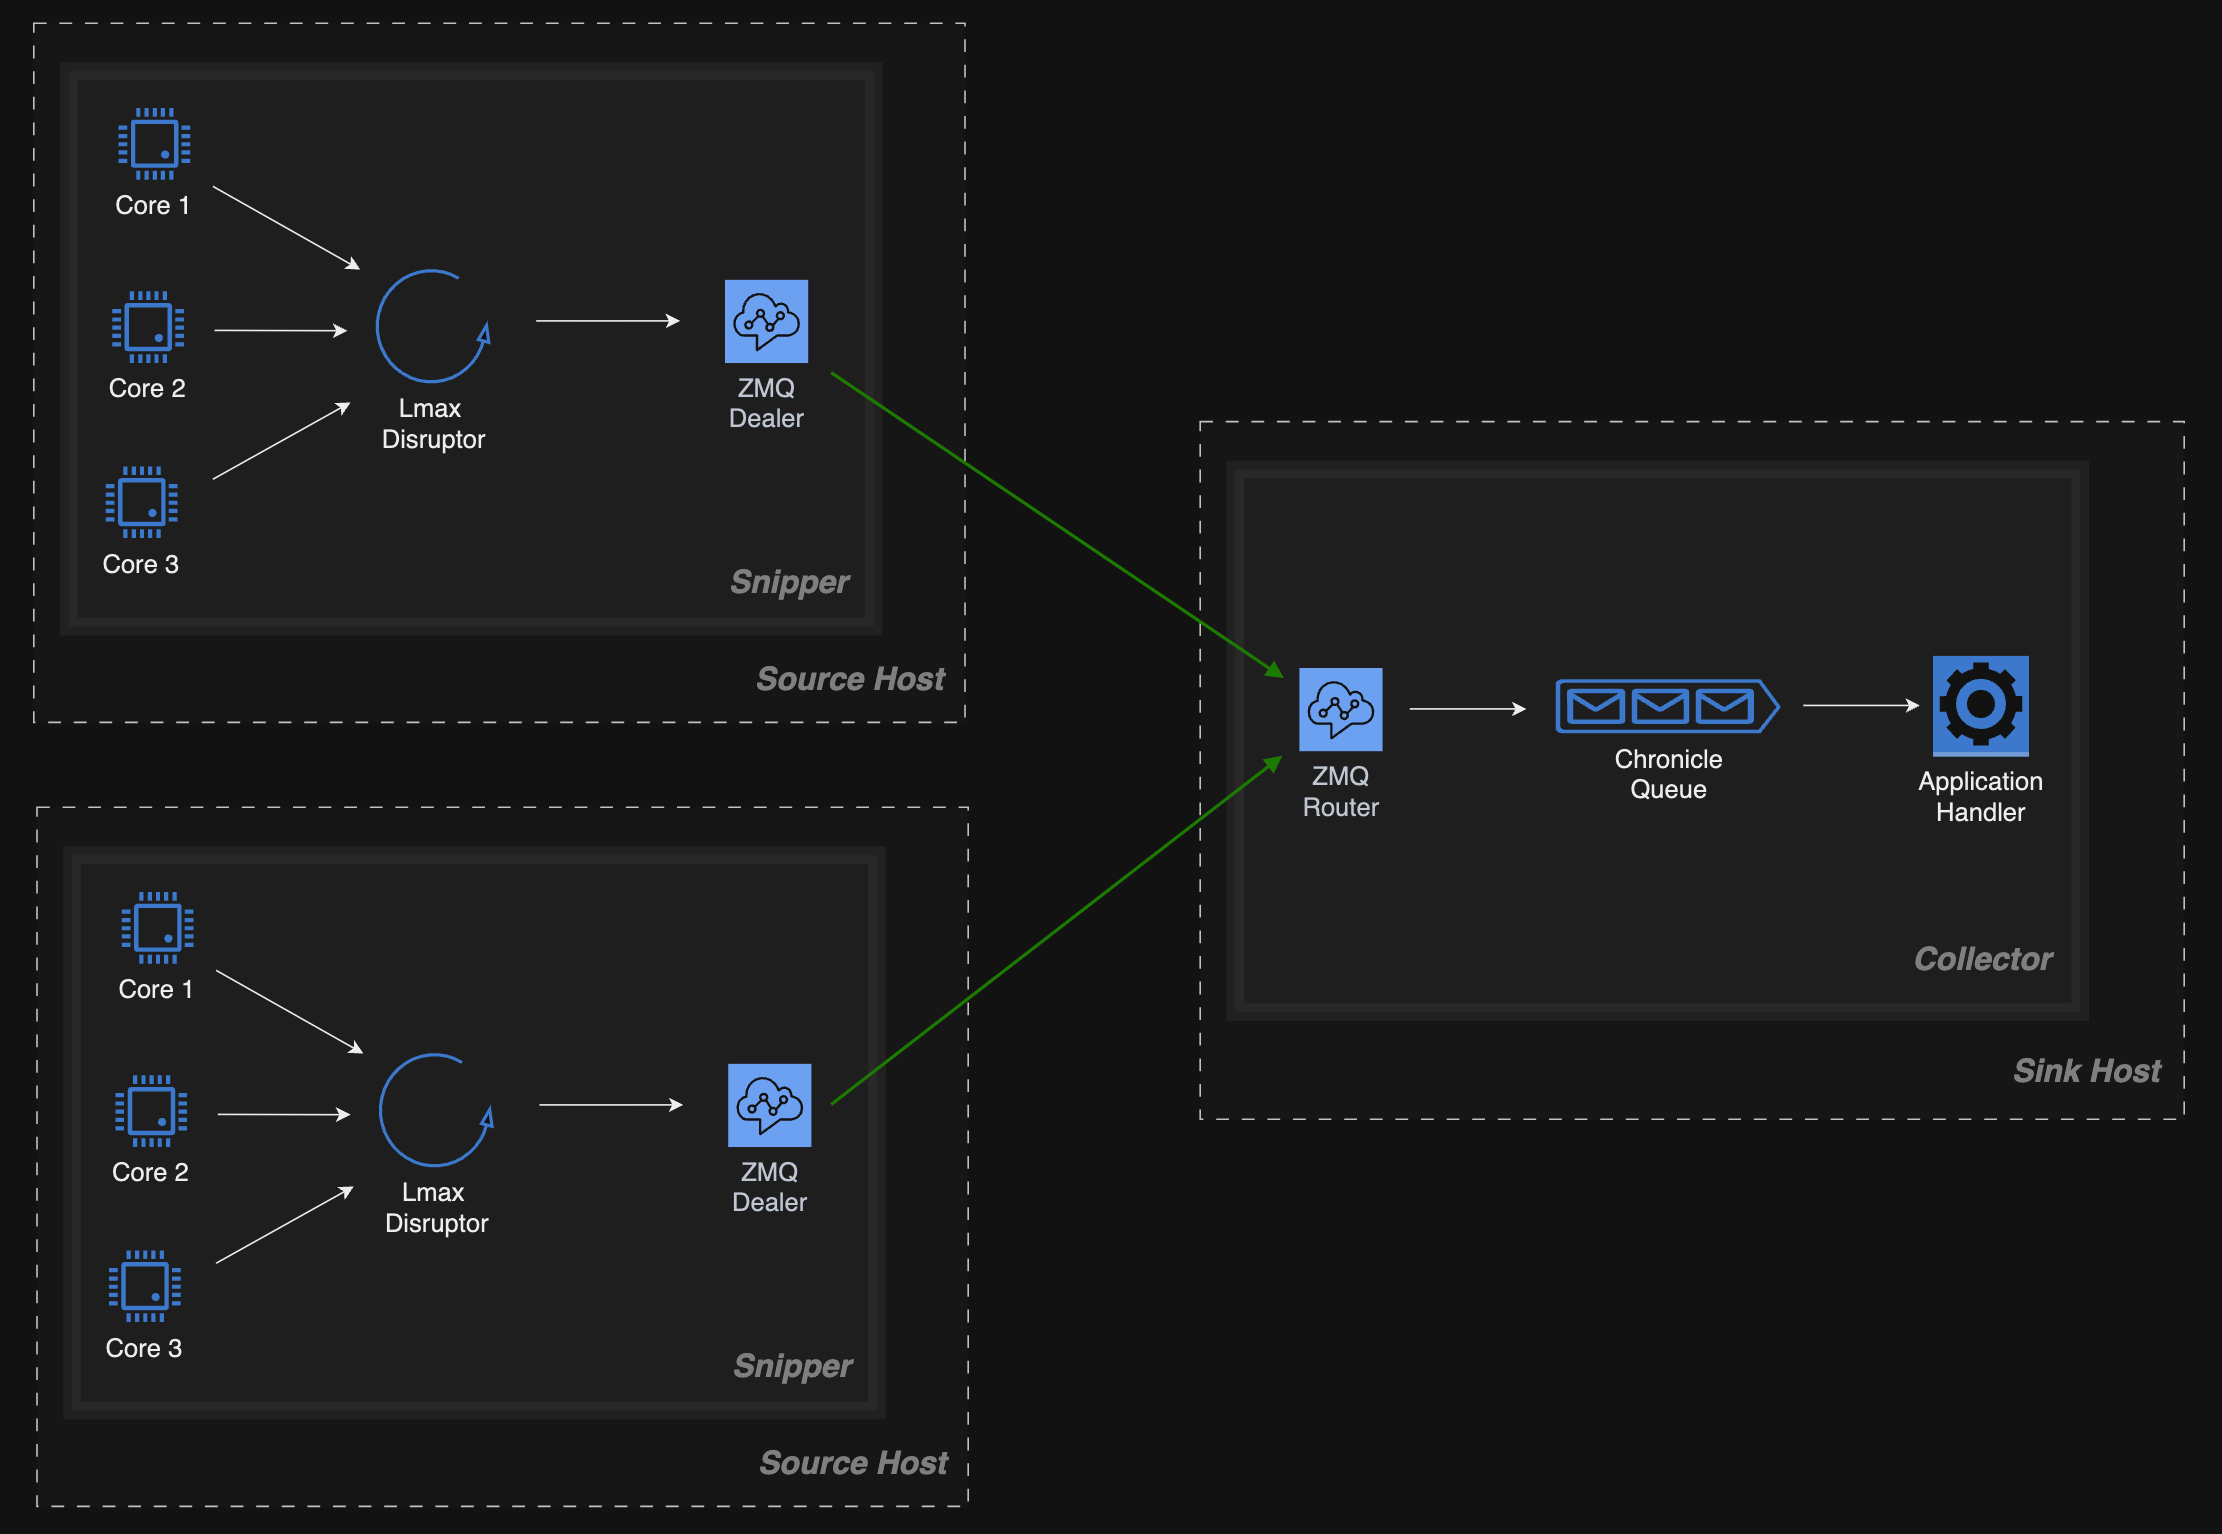 Core 1
Core 2
Core 3
Lmax
Disruptor
ZMQ
Dealer
Snipper
Source Host
Core 1
Core 2
Core 3
Lmax
Disruptor
ZMQ
Dealer
Snipper
Source Host
ZMQ
Router
Chronicle
Queue
Application
Handler
Collector
Sink Host